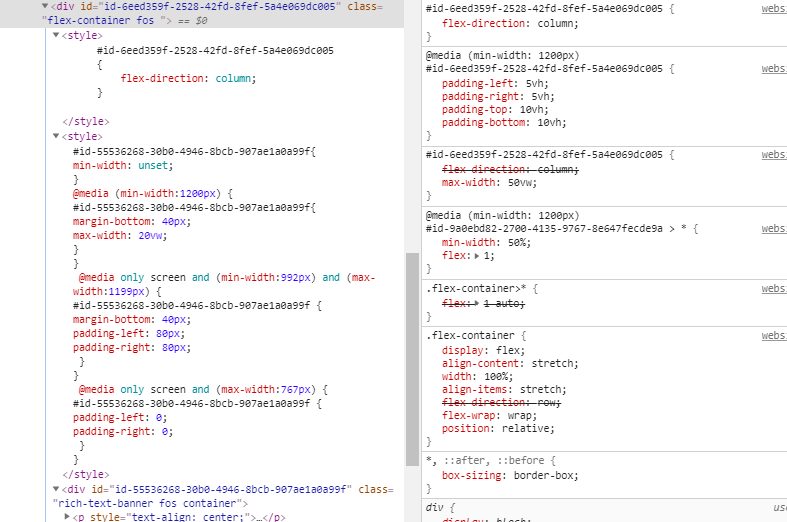 ▼<div id="id-6eed359f-2528-42fd-8fef-5a4e069dc005" class=
"flex-container fos "> == $0
▼<style>
#id-6eed359f-2528-42fd-8fef-5a4e069dc005
{
flex-direction: column;
}
</style>
▼<style>
#id-55536268-30b0-4946-8bcb-907ae1a0a99f{
min-width: unset;
}
@media (min-width:1200px) {
#id-55536268-30b0-4946-8bcb-907ae1a0a99f{
margin-bottom: 40px;
max-width: 20vw;
}
}
@media only screen and (min-width:992px) and (max-
width:1199px) {
#id-55536268-30b0-4946-8bcb-907ae1a0a99f {
margin-bottom: 40px;
padding-left: 80px;
padding-right: 80px;
}
}
@media only screen and (max-width:767px) {
#id-55536268-30b0-4946-8bcb-907ae1a0a99f {
padding-left: 0;
padding-right: 0;
}
}
</style>
▼<div id="id-55536268-30b0-4946-8bcb-907ae1a0a99f" class=
"rich-text-banner fos container">
▶<p style="text-align: center;">…</p>
#id-6eed359f-2528-42fd-8fef-5a4e069dc005 { webs
flex-direction: column;
}
@media (min-width: 1200px)
#id-6eed359f-2528-42fd-8fef-5a4e069dc005 { websi
padding-left: 5vh;
padding-right: 5vh;
padding-top: 10vh;
padding-bottom: 10vh;
}
#id-6eed359f-2528-42fd-8fef-5a4e069dc005 { websi
flex-direction: column;
max-width: 50vw;
}
@media (min-width: 1200px)
#id-9a0ebd82-2700-4135-9767-8e647fecde9a > * { websi
min-width: 50%;
flex:▶ 1;
}
.flex-container>* { websi
flex:▶ 1 auto;
}
.flex-container { websi
display: flex;
align-content: stretch;
width: 100%;
align-items: stretch;
flex-direction: row;
flex-wrap: wrap;
position: relative;
}
*, ::after, ::before { websi
box-sizing: border-box;
}
div { us
display: block;